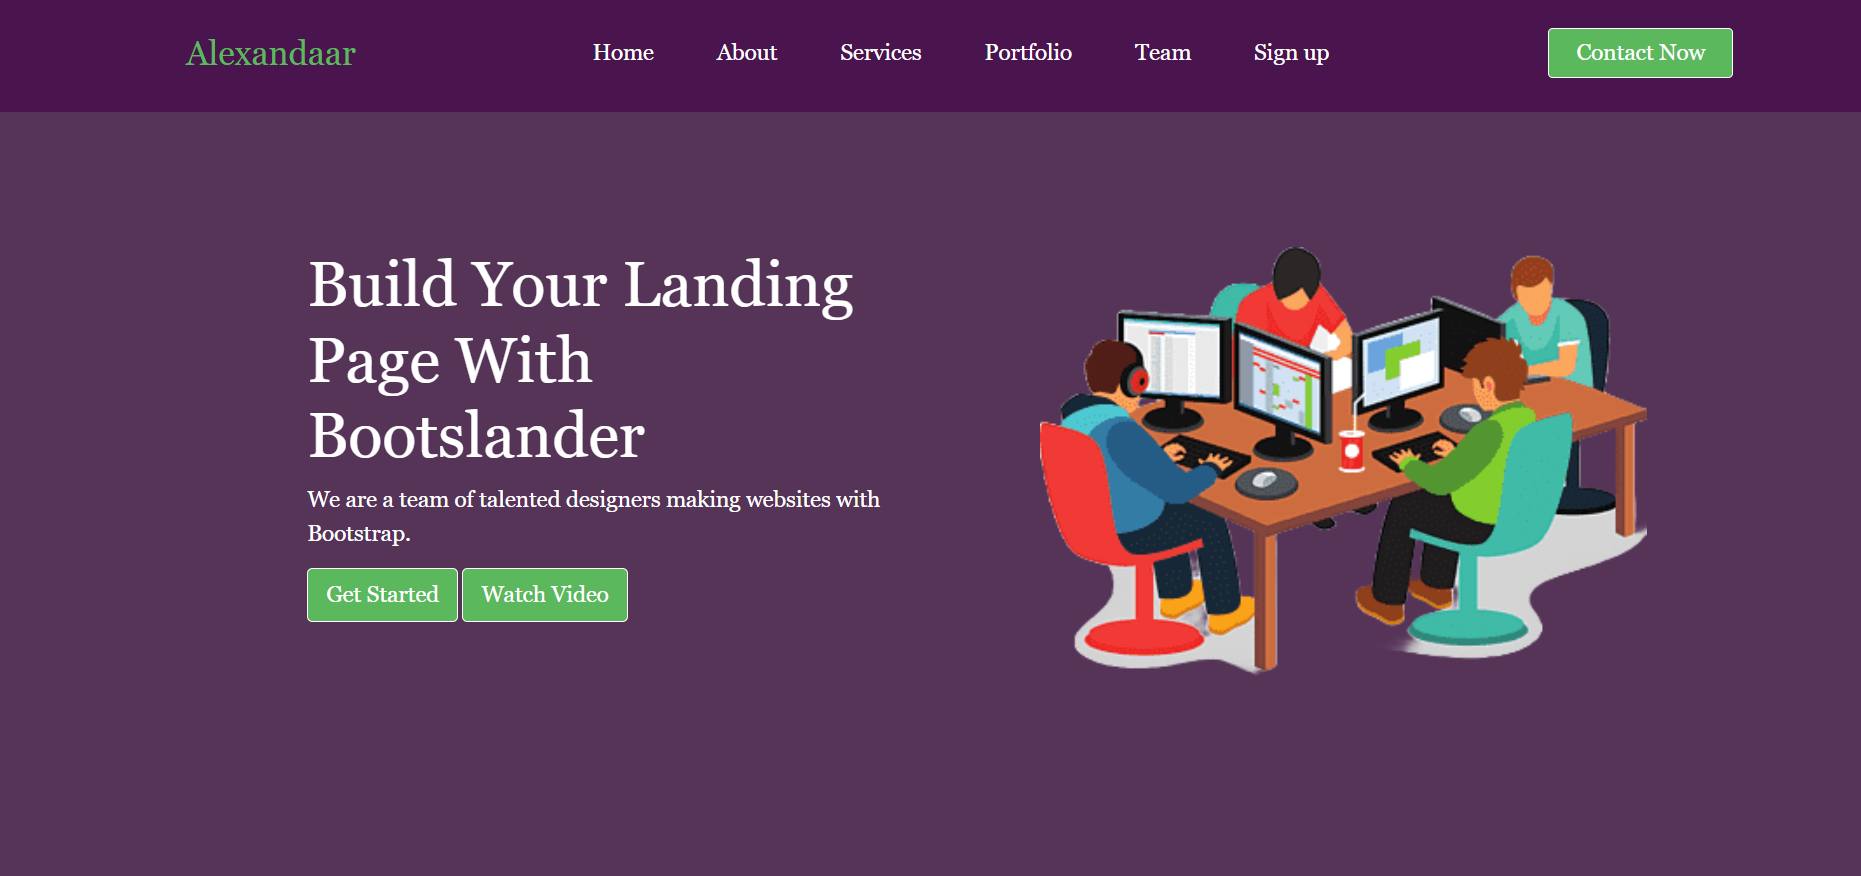 Alexandaar
Home About Services Portfolio Team Sign up
Contact Now
Build Your Landing
Page With
Bootslander
We are a team of talented designers making websites with
Bootstrap.
Get Started
Watch Video